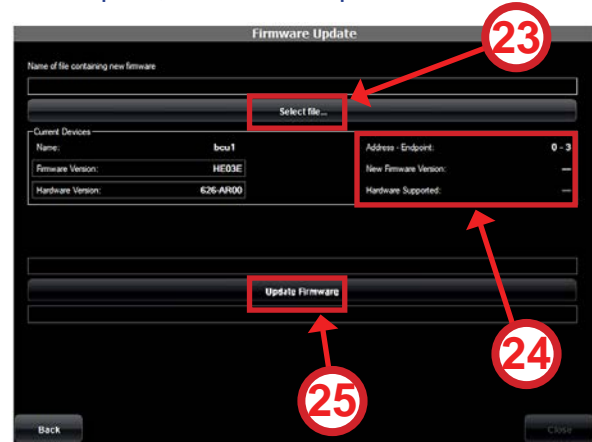 Firmware Update
23
Name of file containing new firmware
Select file...
Current Devices
Name: bcu1 Address - Endpoint: 0 - 3
Firmware Version: HE03E New Firmware Version: —
Hardware Version: 626-AR00 Hardware Supported: —
Update Firmware
24
25
Back Close